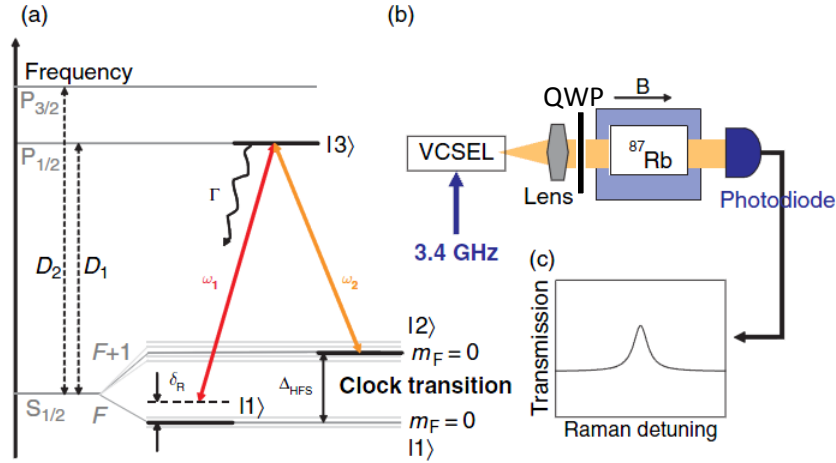 (a)
Frequency
P3/2
P1/2
|3⟩
Γ
D2
D1
ω1
ω2
|2⟩
F+1
mF = 0
δR
ΔHFS
Clock transition
S1/2
F
|1⟩
mF = 0
|1⟩
(b)
QWP
B
VCSEL
87Rb
Lens
Photodiode
3.4 GHz
(c)
Transmission
Raman detuning